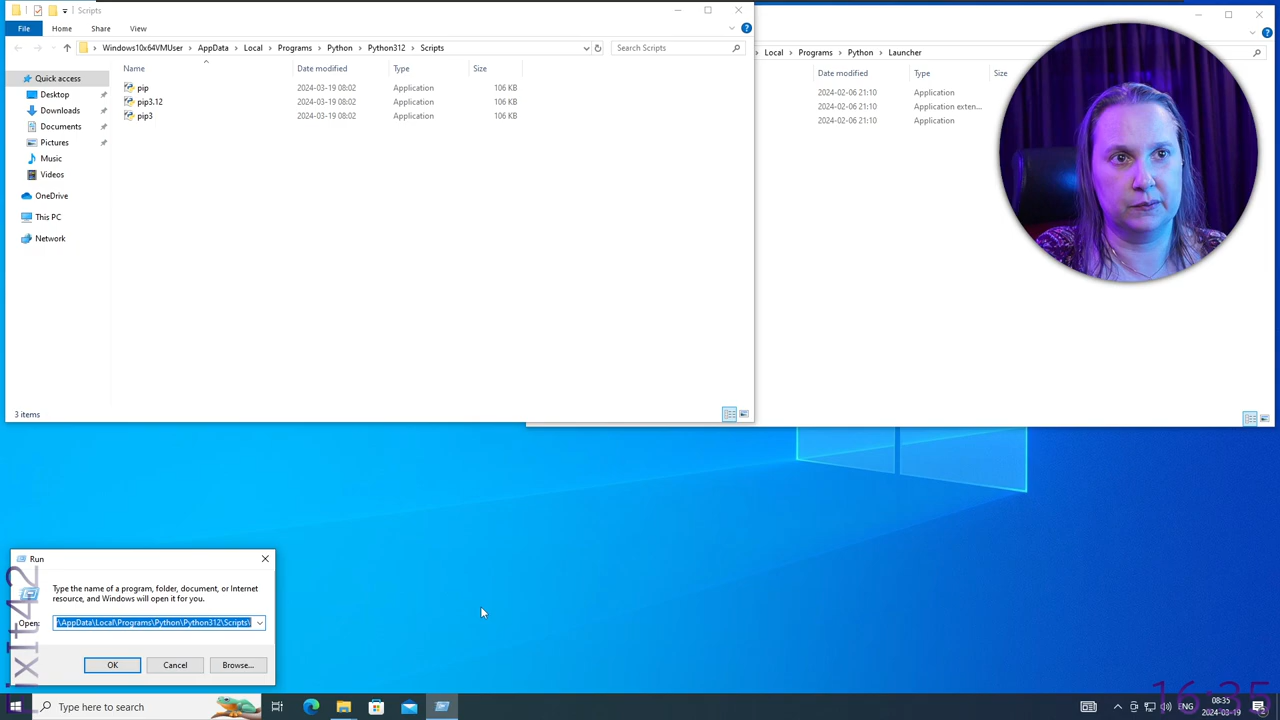 Scripts
File Home Share View
Windows10x64VMUser AppData Local Programs Python Python312 Scripts
Search Scripts
Name Date modified Type Size
Quick access
Desktop
Downloads
Documents
Pictures
Music
Videos
OneDrive
This PC
Network
pip 2024-03-19 08:02 Application 106 KB
pip3.12 2024-03-19 08:02 Application 106 KB
pip3 2024-03-19 08:02 Application 106 KB
3 items
Local Programs Python Launcher
Date modified Type Size
2024-02-06 21:10 Application
2024-02-06 21:10 Application exten...
2024-02-06 21:10 Application
Run
Type the name of a program, folder, document, or Internet
resource, and Windows will open it for you.
Open: \AppData\Local\Programs\Python\Python312\Scripts\
OK Cancel Browse...
16:35
Type here to search
ENG
08:35
2024-03-19
2